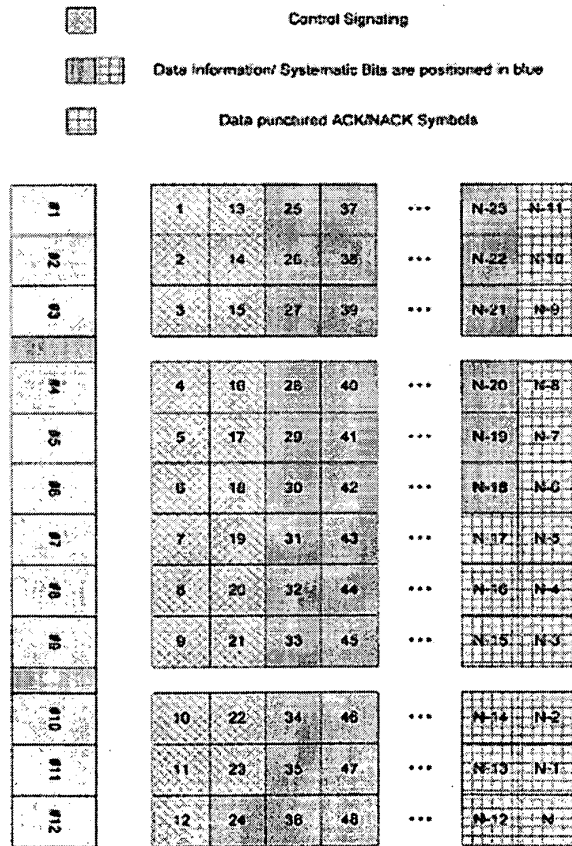 Control Signaling
Data Information/ Systematic Bits are positioned in blue
Data punctured ACK/NACK Symbols
#1 1 13 25 37 ... N-23 N-11
#2 2 14 26 38 ... N-22 N-10
#3 3 15 27 39 ... N-21 N-9
#4 4 16 28 40 ... N-20 N-8
#5 5 17 29 41 ... N-19 N-7
#6 6 18 30 42 ... N-18 N-6
#7 7 19 31 43 ... N-17 N-5
#8 8 20 32 44 ... N-16 N-4
#9 9 21 33 45 ... N-15 N-3
#10 10 22 34 46 ... N-14 N-2
#11 11 23 35 47 ... N-13 N-1
#12 12 24 36 48 ... N-12 N